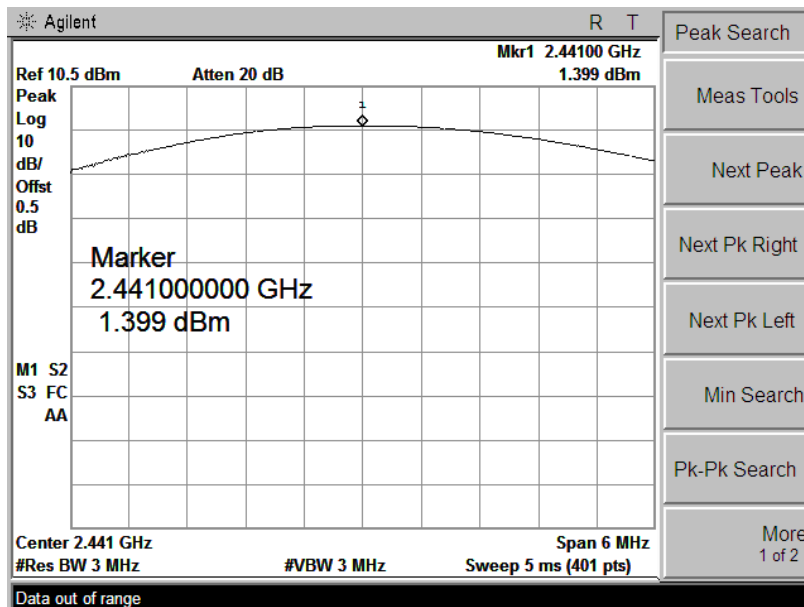 Agilent R T
Mkr1 2.44100 GHz
Ref 10.5 dBm Atten 20 dB 1.399 dBm
Peak
Log
10
dB/
Offst
0.5
dB
1
Marker
2.441000000 GHz
1.399 dBm
M1 S2
S3 FC
AA
Center 2.441 GHz Span 6 MHz
#Res BW 3 MHz #VBW 3 MHz Sweep 5 ms (401 pts)
Data out of range
Peak Search
Meas Tools
Next Peak
Next Pk Right
Next Pk Left
Min Search
Pk-Pk Search
More
1 of 2